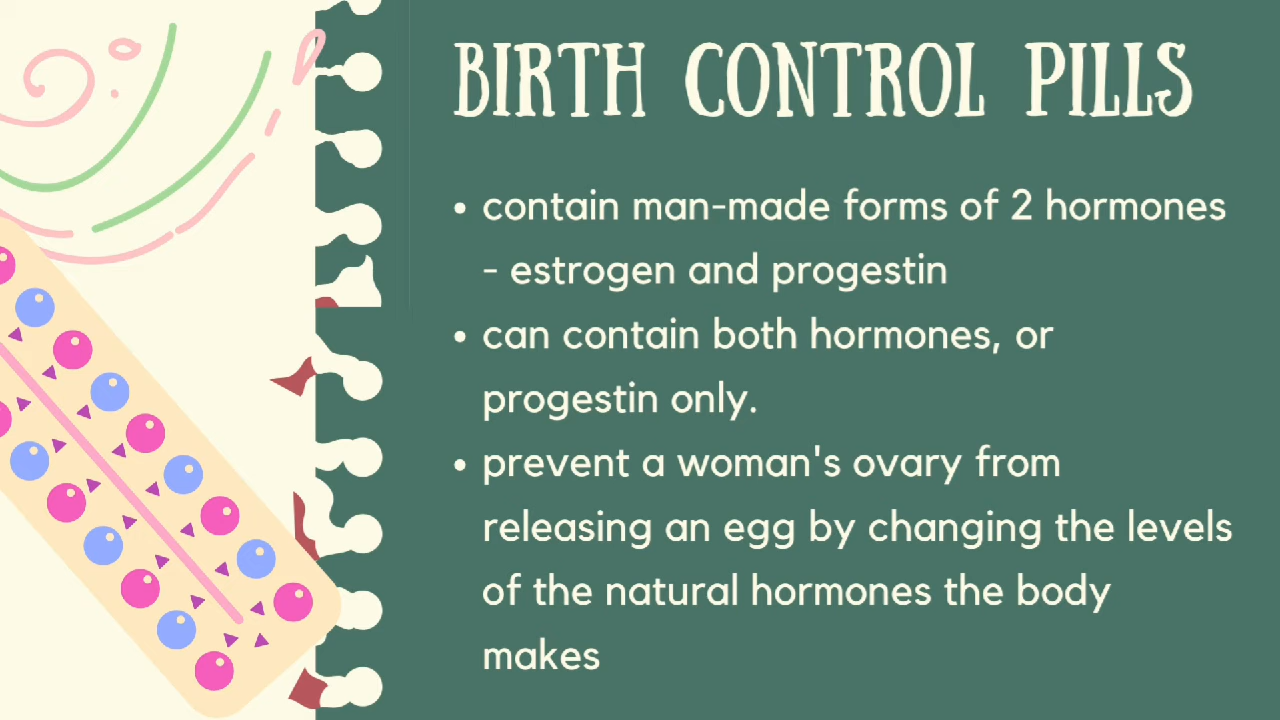 BIRTH CONTROL PILLS
• contain man-made forms of 2 hormones
- estrogen and progestin
• can contain both hormones, or
progestin only.
• prevent a woman's ovary from
releasing an egg by changing the levels
of the natural hormones the body
makes